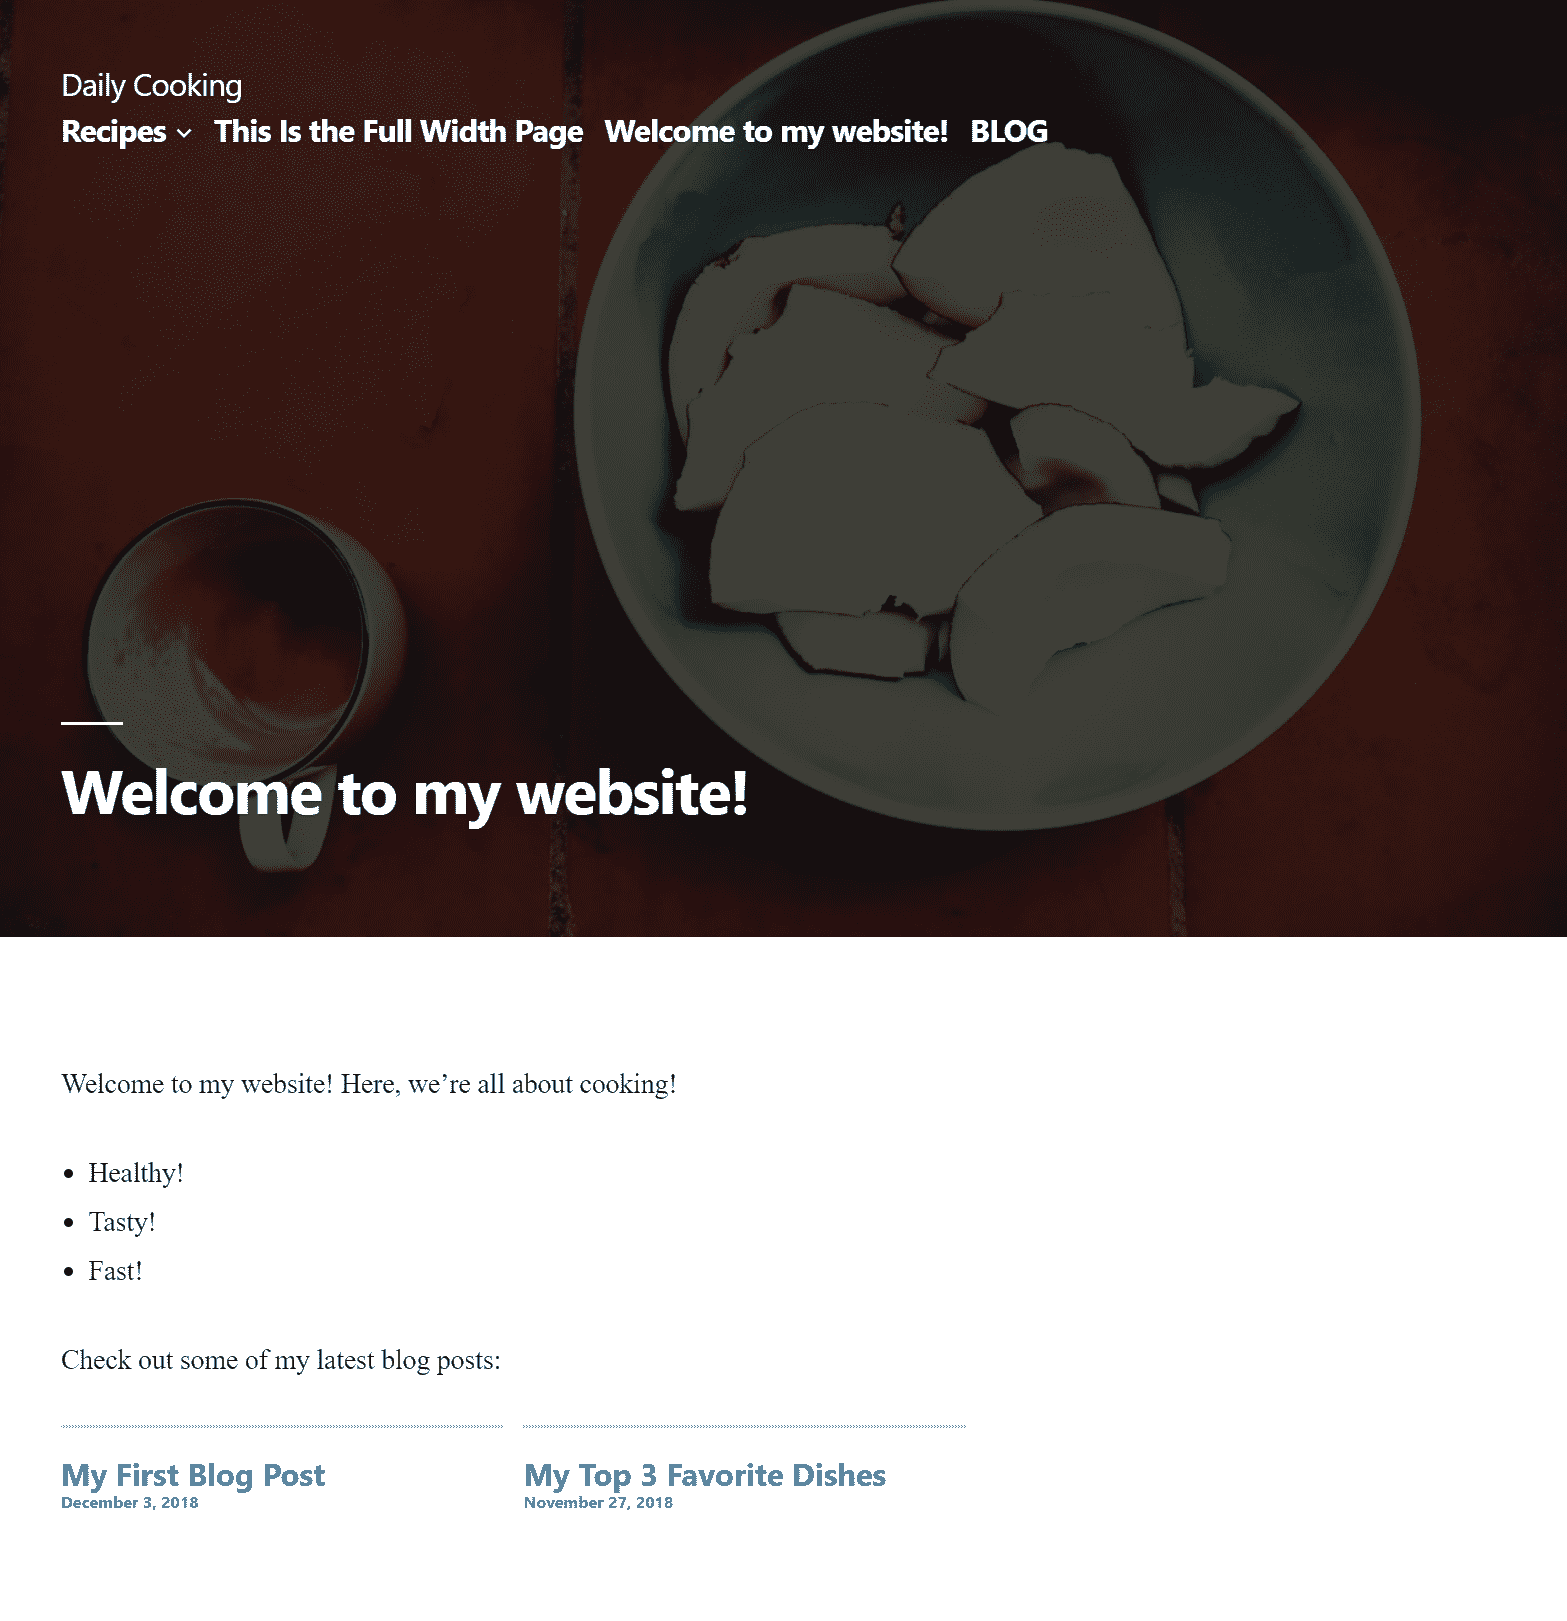 Daily Cooking
Recipes This Is the Full Width Page Welcome to my website! BLOG
Welcome to my website!
Welcome to my website! Here, we’re all about cooking!
• Healthy!
• Tasty!
• Fast!
Check out some of my latest blog posts:
My First Blog Post My Top 3 Favorite Dishes
December 3, 2018 November 27, 2018